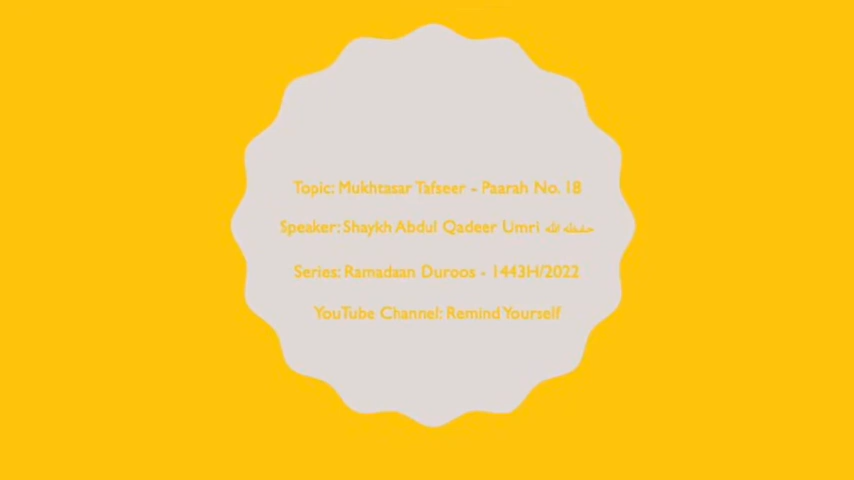 Topic: Mukhtasar Tafseer - Paarah No. 18
Speaker: Shaykh Abdul Qadeer Umri حفظه الله
Series: Ramadaan Duroos - 1443H/2022
YouTube Channel: Remind Yourself